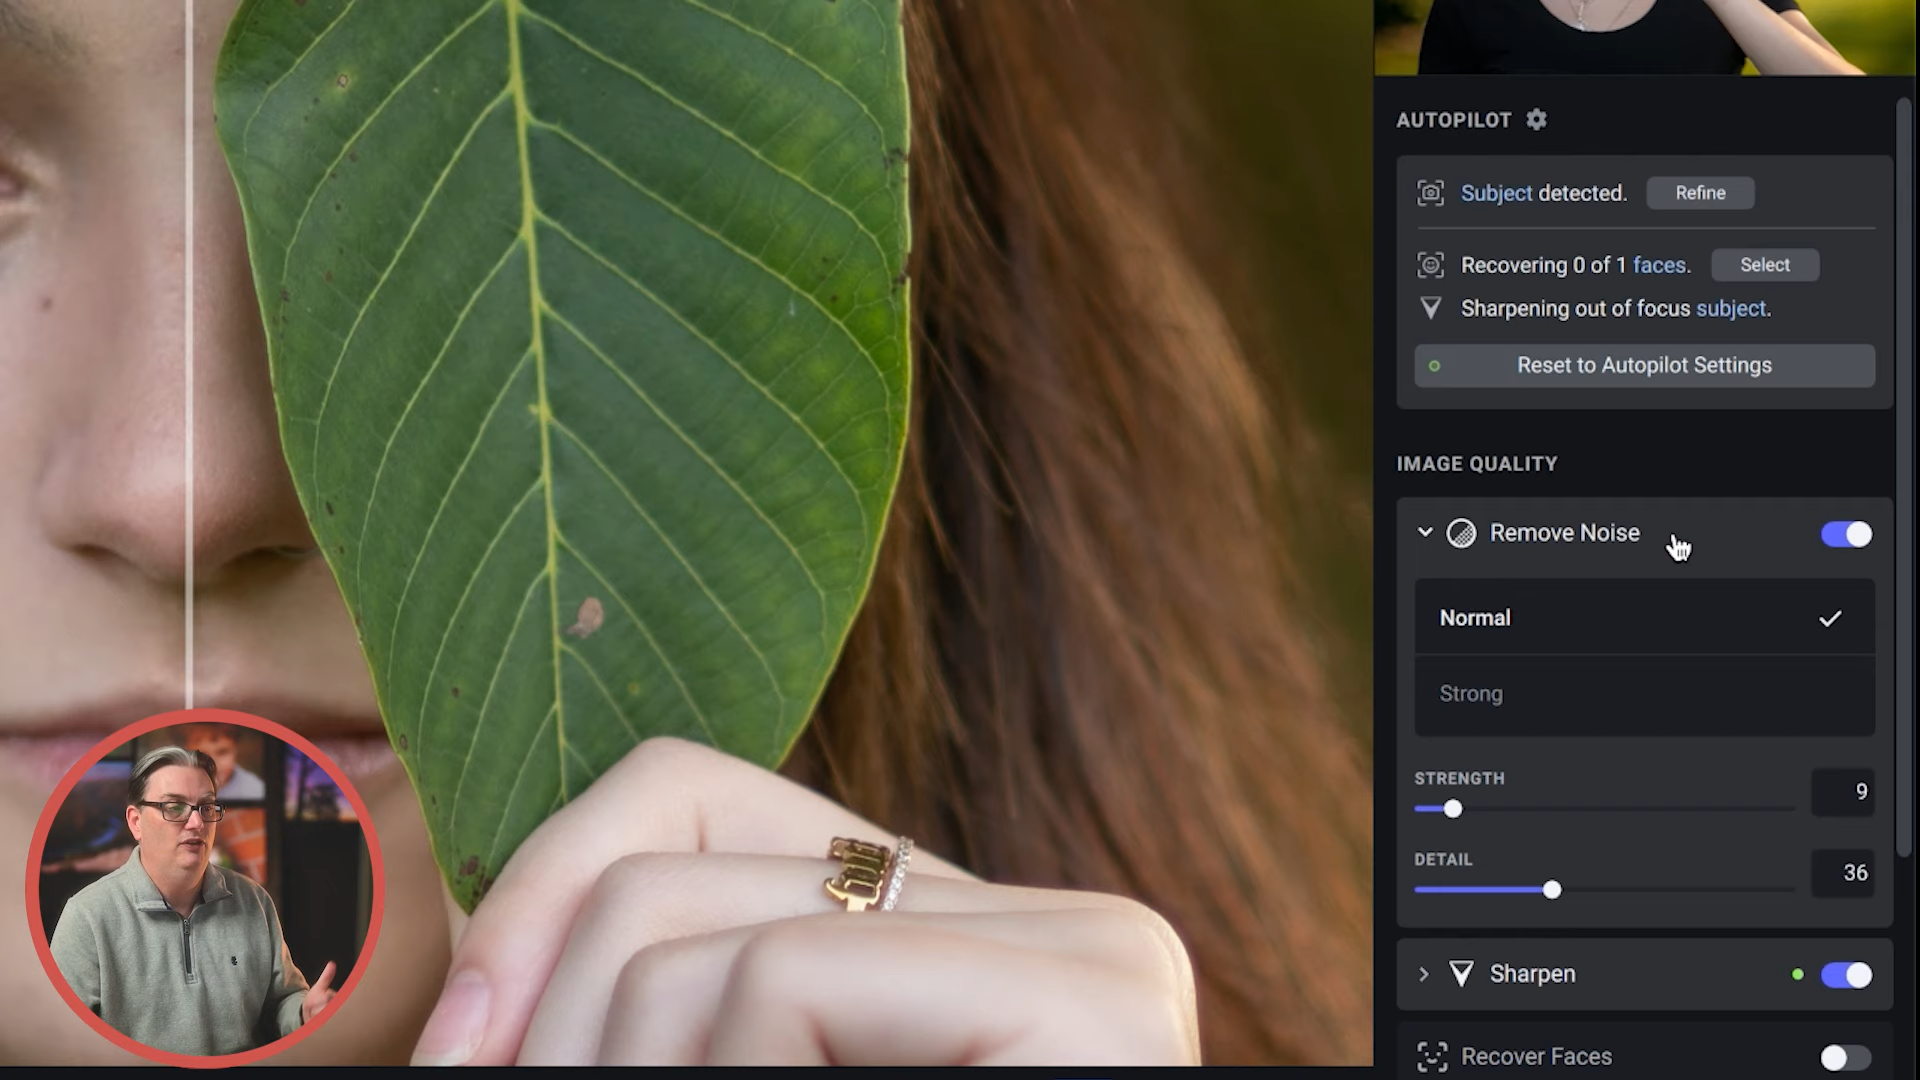 AUTOPILOT
Subject detected. Refine
Recovering 0 of 1 faces. Select
Sharpening out of focus subject.
Reset to Autopilot Settings
IMAGE QUALITY
Remove Noise
Normal
Strong
STRENGTH 9
DETAIL 36
Sharpen
Recover Faces